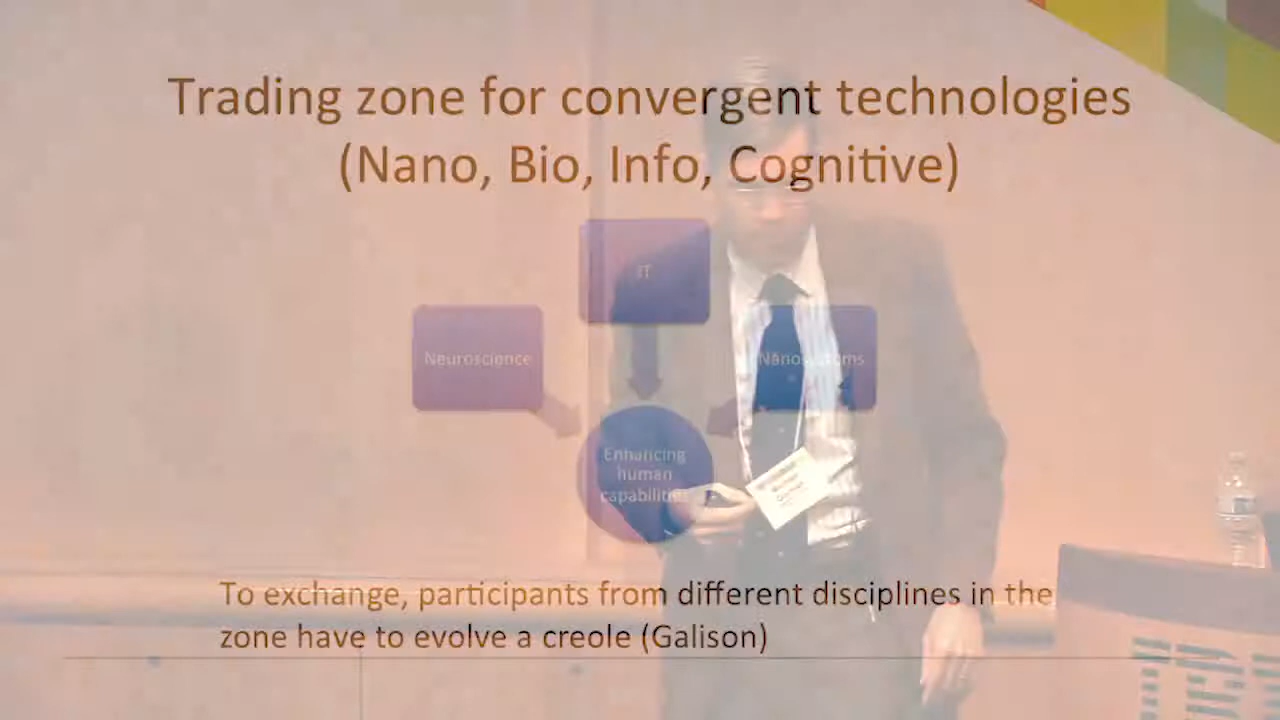 Trading zone for convergent technologies
(Nano, Bio, Info, Cognitive)
IT
Neuroscience
Enhancing
human
capabilities
To exchange, participants from different disciplines in the
zone have to evolve a creole (Galison)